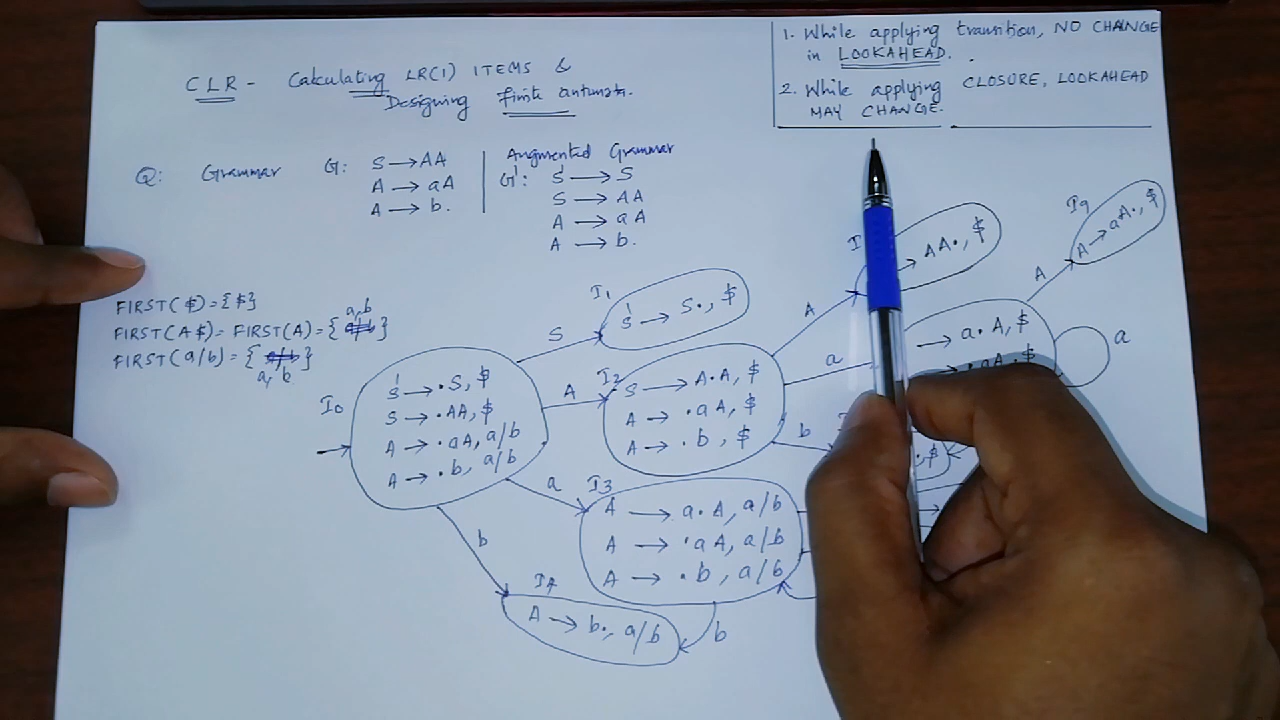 CLR - Calculating LR(1) ITEMS &
Designing finite automata.
1. While applying transition, NO CHANGE
in LOOKAHEAD.
2. While applying CLOSURE, LOOKAHEAD
MAY CHANGE.
Q: Grammar G: S → AA
A → aA
A → b.
Augmented Grammar
G': S' → S
S → AA
A → aA
A → b.
FIRST($) = {$}
a,b
FIRST(A$) = FIRST(A) = { a/b }
FIRST(a/b) = { a/b }
a, b
I0
S' → •S, $
S → •AA, $
A → •aA, a/b
A → •b, a/b
S
I1
S' → S•, $
A
I2
S → A•A, $
A → •aA, $
A → •b, $
a
I3
A → a•A, a/b
A → •aA, a/b
A → •b, a/b
b
I4
A → b•, a/b
b
A
I
→ AA•, $
a
→ a•A, $
•aA, $
a
b
•, $
A
I9
A → aA•, $